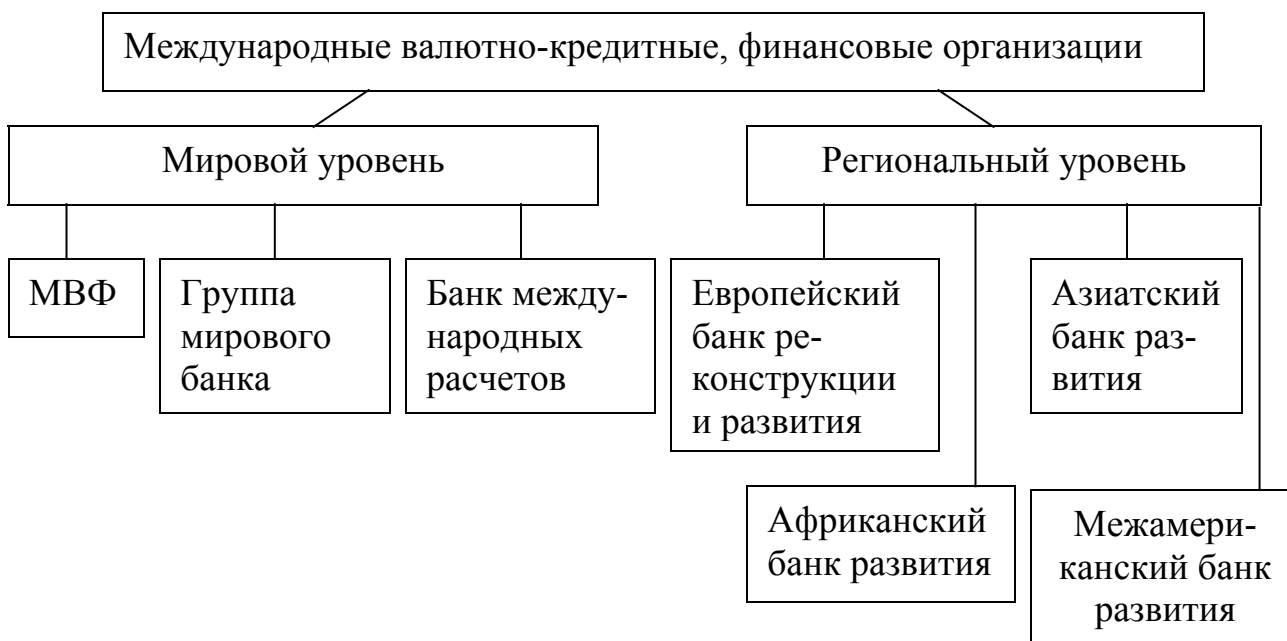 Международные валютно-кредитные, финансовые организации
Мировой уровень
Региональный уровень
МВФ
Группа
мирового
банка
Банк между-
народных
расчетов
Европейский
банк ре-
конструкции
и развития
Азиатский
банк раз-
вития
Африканский
банк развития
Межамери-
канский банк
развития